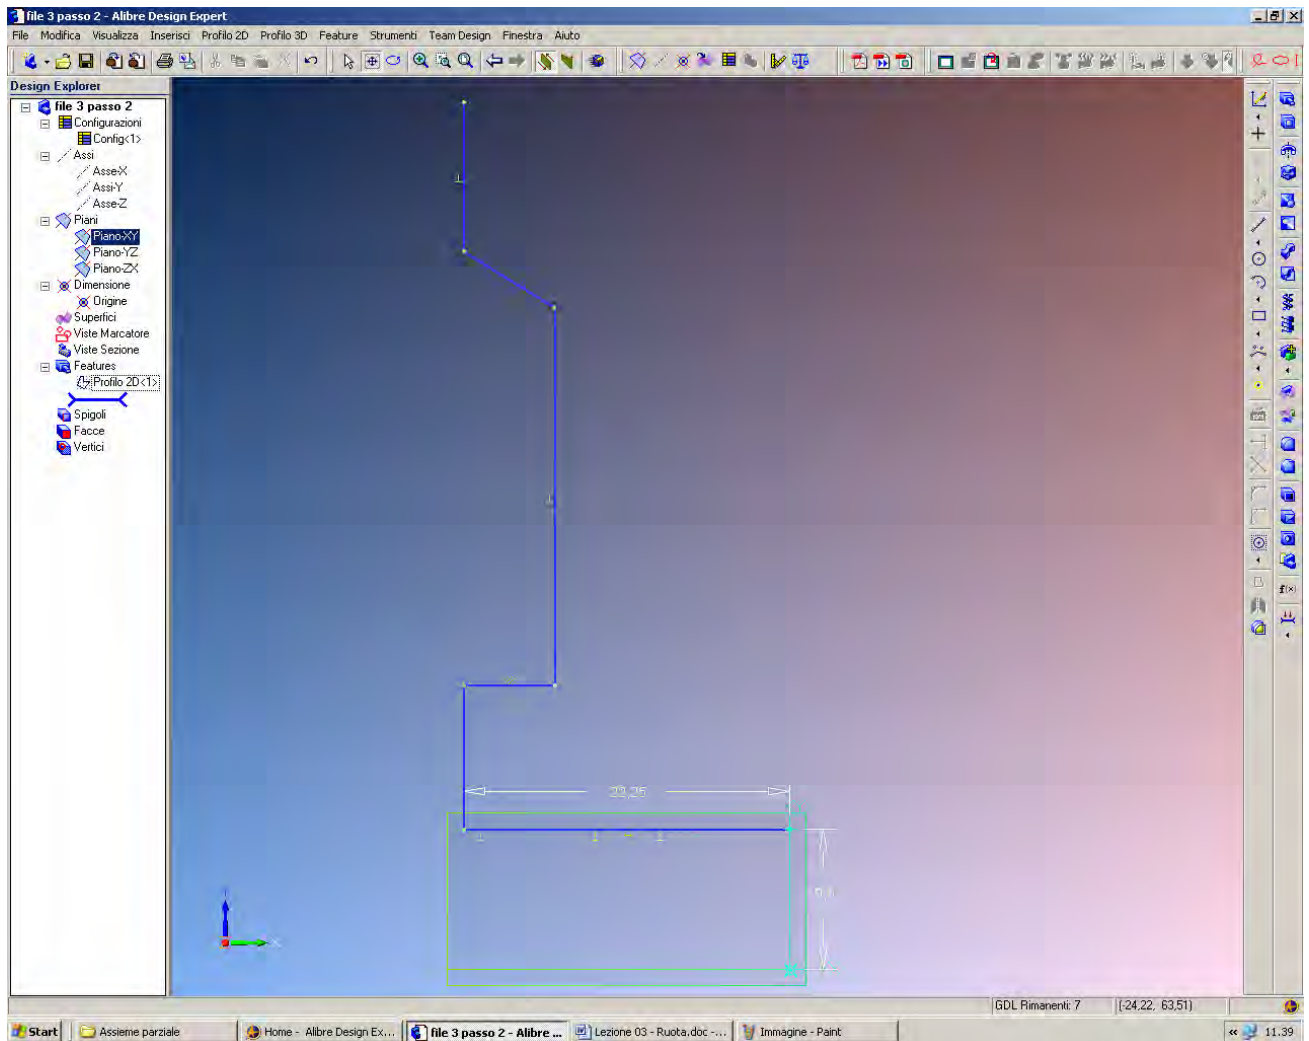 file 3 passo 2 - Alibre Design Expert
File Modifica Visualizza Inserisci Profilo 2D Profilo 3D Feature Strumenti Team Design Finestra Aiuto
Design Explorer
file 3 passo 2
Configurazioni
Config<1>
Assi
Asse-X
Assi-Y
Asse-Z
Piani
Piano-XY
Piano-YZ
Piano-ZX
Dimensione
Origine
Superfici
Viste Marcatore
Viste Sezione
Features
Profilo 2D<1>
Spigoli
Facce
Vertici
f(x)
22,25
X
GDL Rimanenti: 7 (-24,22, 63,51)
Start Assieme parziale Home - Alibre Design Ex... file 3 passo 2 - Alibre ... Lezione 03 - Ruota.doc -... Immagine - Paint « 11.39